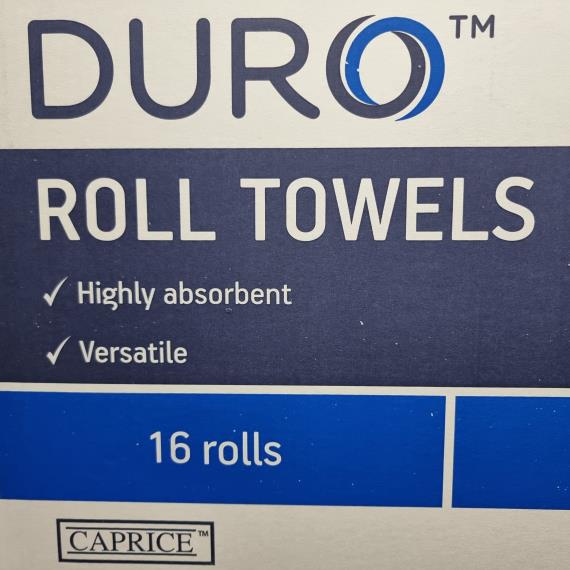 DURO™
ROLL TOWELS
✓ Highly absorbent
✓ Versatile
16 rolls
CAPRICE™